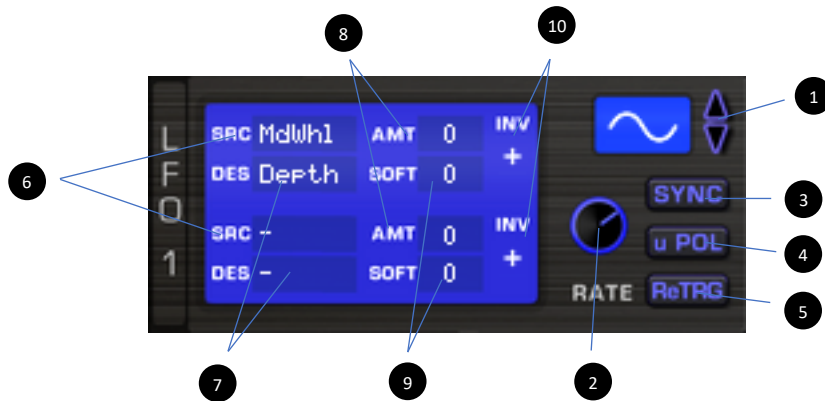 8
10
1
LFO 1
SRC MdWhl AMT 0 INV
+
DES Depth SOFT 0
SYNC
3
6
u POL
4
SRC - AMT 0 INV
+
DES - SOFT 0
RATE ReTRG
5
7
9
2